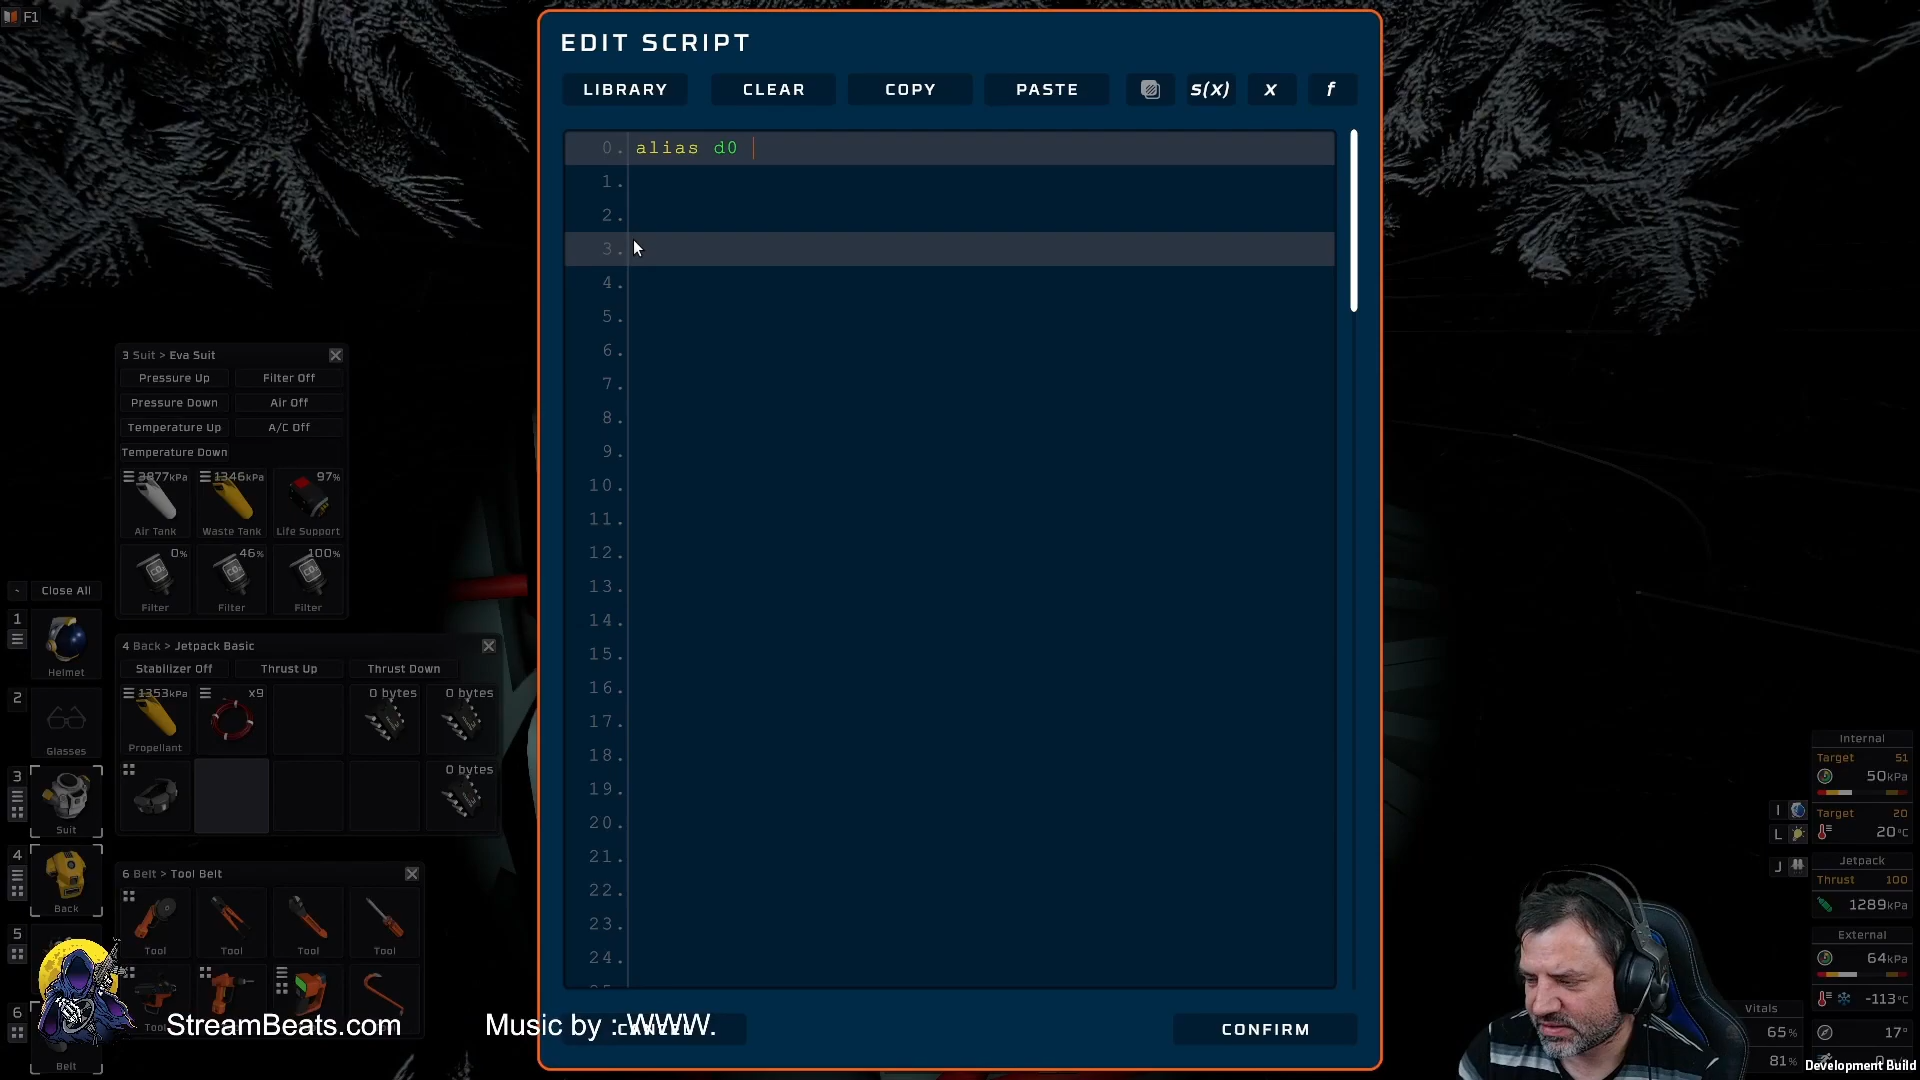 F1
EDIT SCRIPT
LIBRARY
CLEAR
COPY
PASTE
s(x)
x
f
0. alias d0
1.
2.
3.
4.
5.
6.
7.
8.
9.
10.
11.
12.
13.
14.
15.
16.
17.
18.
19.
20.
21.
22.
23.
24.
CONFIRM
3 Suit > Eva Suit
Pressure Up
Filter Off
Pressure Down
Air Off
Temperature Up
A/C Off
Temperature Down
3877kPa
1346kPa
97%
Air Tank
Waste Tank
Life Support
0%
46%
100%
Filter
Filter
Filter
~
Close All
1
Helmet
2
Glasses
3
Suit
4
Back
5
6
Belt
4 Back > Jetpack Basic
Stabilizer Off
Thrust Up
Thrust Down
1353kPa
x9
0 bytes
0 bytes
Propellant
0 bytes
6 Belt > Tool Belt
Tool
Tool
Tool
Tool
StreamBeats.com
Music by : WWW.
Internal
Target 51
50kPa
Target 20
20°C
I
L
J
Jetpack
Thrust 100
1289kPa
External
64kPa
-113°C
17°
Vitals
65%
81%
Development Build